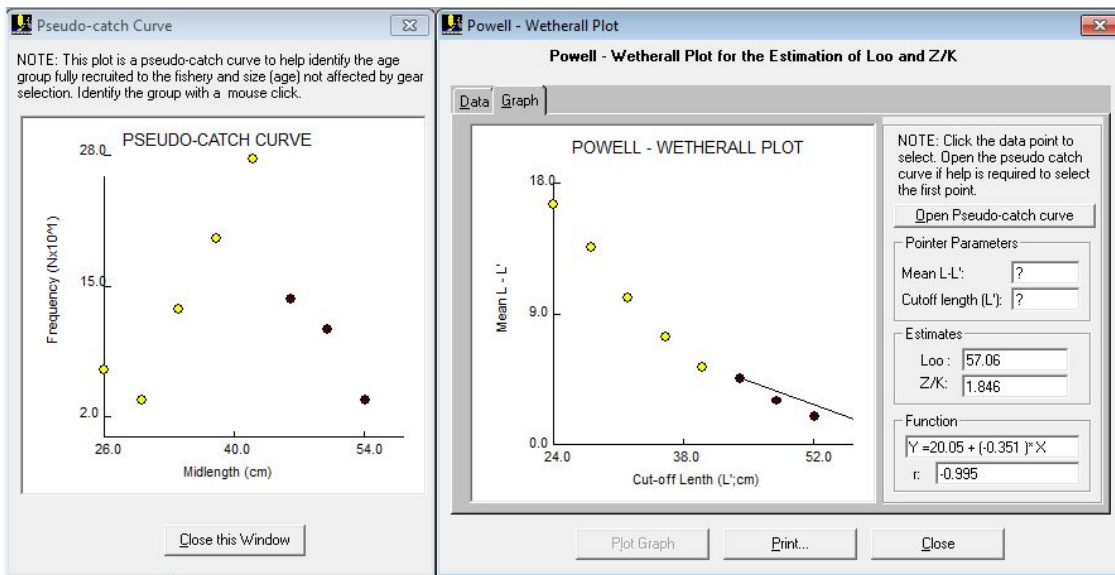 Pseudo-catch Curve
NOTE: This plot is a pseudo-catch curve to help identify the age
group fully recruited to the fishery and size (age) not affected by gear
selection. Identify the group with a mouse click.
PSEUDO-CATCH CURVE
28.0
15.0
2.0
Frequency (Nx10^1)
26.0 40.0 54.0
Midlength (cm)
Close this Window
Powell - Wetherall Plot
Powell - Wetherall Plot for the Estimation of Loo and Z/K
Data Graph
POWELL - WETHERALL PLOT
18.0
9.0
0.0
Mean L - L'
24.0 38.0 52.0
Cut-off Lenth (L';cm)
NOTE: Click the data point to
select. Open the pseudo catch
curve if help is required to select
the first point.
Open Pseudo-catch curve
Pointer Parameters
Mean L-L': ?
Cutoff length (L'): ?
Estimates
Loo : 57.06
Z/K: 1.846
Function
Y =20.05 + (-0.351 )* X
r: -0.995
Plot Graph Print... Close